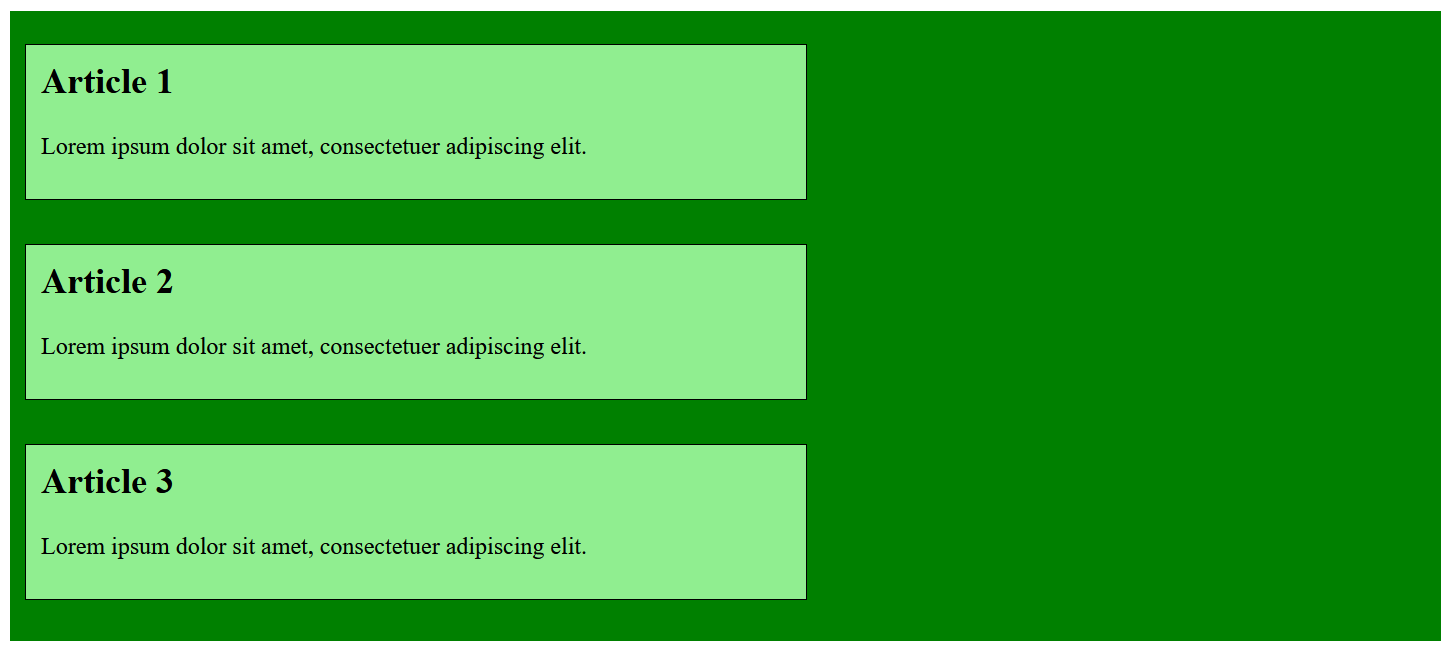 Article 1
Lorem ipsum dolor sit amet, consectetuer adipiscing elit.
Article 2
Lorem ipsum dolor sit amet, consectetuer adipiscing elit.
Article 3
Lorem ipsum dolor sit amet, consectetuer adipiscing elit.